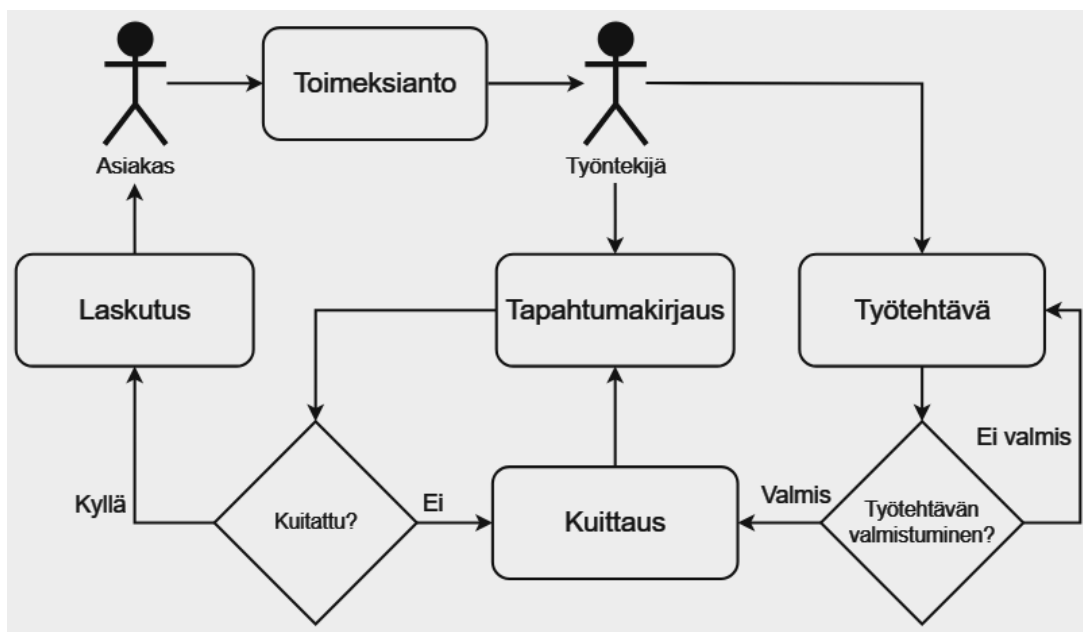 Toimeksianto
Asiakas
Työntekijä
Laskutus
Tapahtumakirjaus
Työtehtävä
Ei valmis
Kyllä
Kuitattu?
Ei
Kuittaus
Valmis
Työtehtävän
valmistuminen?